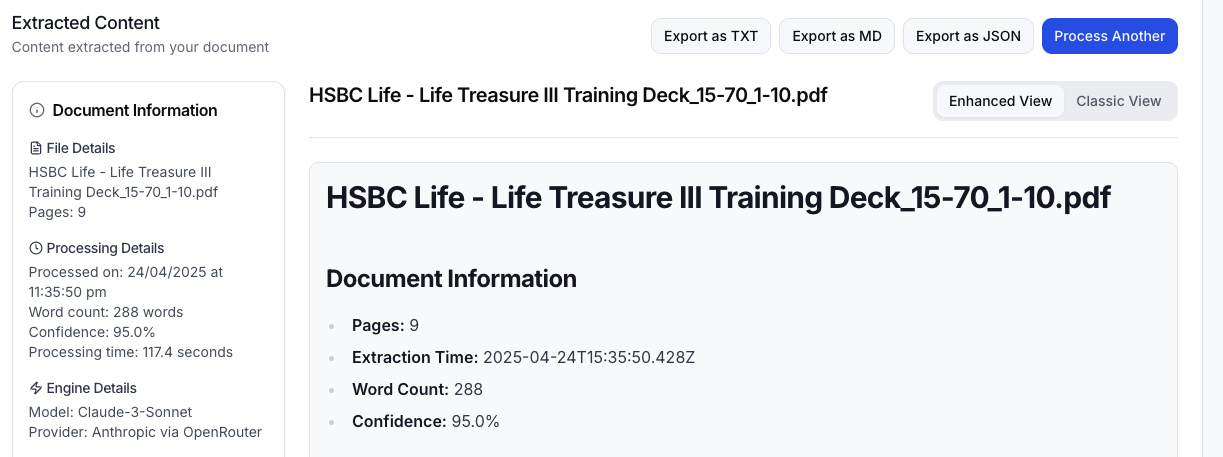 Extracted Content
Content extracted from your document
Export as TXT
Export as MD
Export as JSON
Process Another
Document Information
File Details
HSBC Life - Life Treasure III
Training Deck_15-70_1-10.pdf
Pages: 9
Processing Details
Processed on: 24/04/2025 at
11:35:50 pm
Word count: 288 words
Confidence: 95.0%
Processing time: 117.4 seconds
Engine Details
Model: Claude-3-Sonnet
Provider: Anthropic via OpenRouter
HSBC Life - Life Treasure III Training Deck_15-70_1-10.pdf
Enhanced View
Classic View
HSBC Life - Life Treasure III Training Deck_15-70_1-10.pdf
Document Information
Pages: 9
Extraction Time: 2025-04-24T15:35:50.428Z
Word Count: 288
Confidence: 95.0%